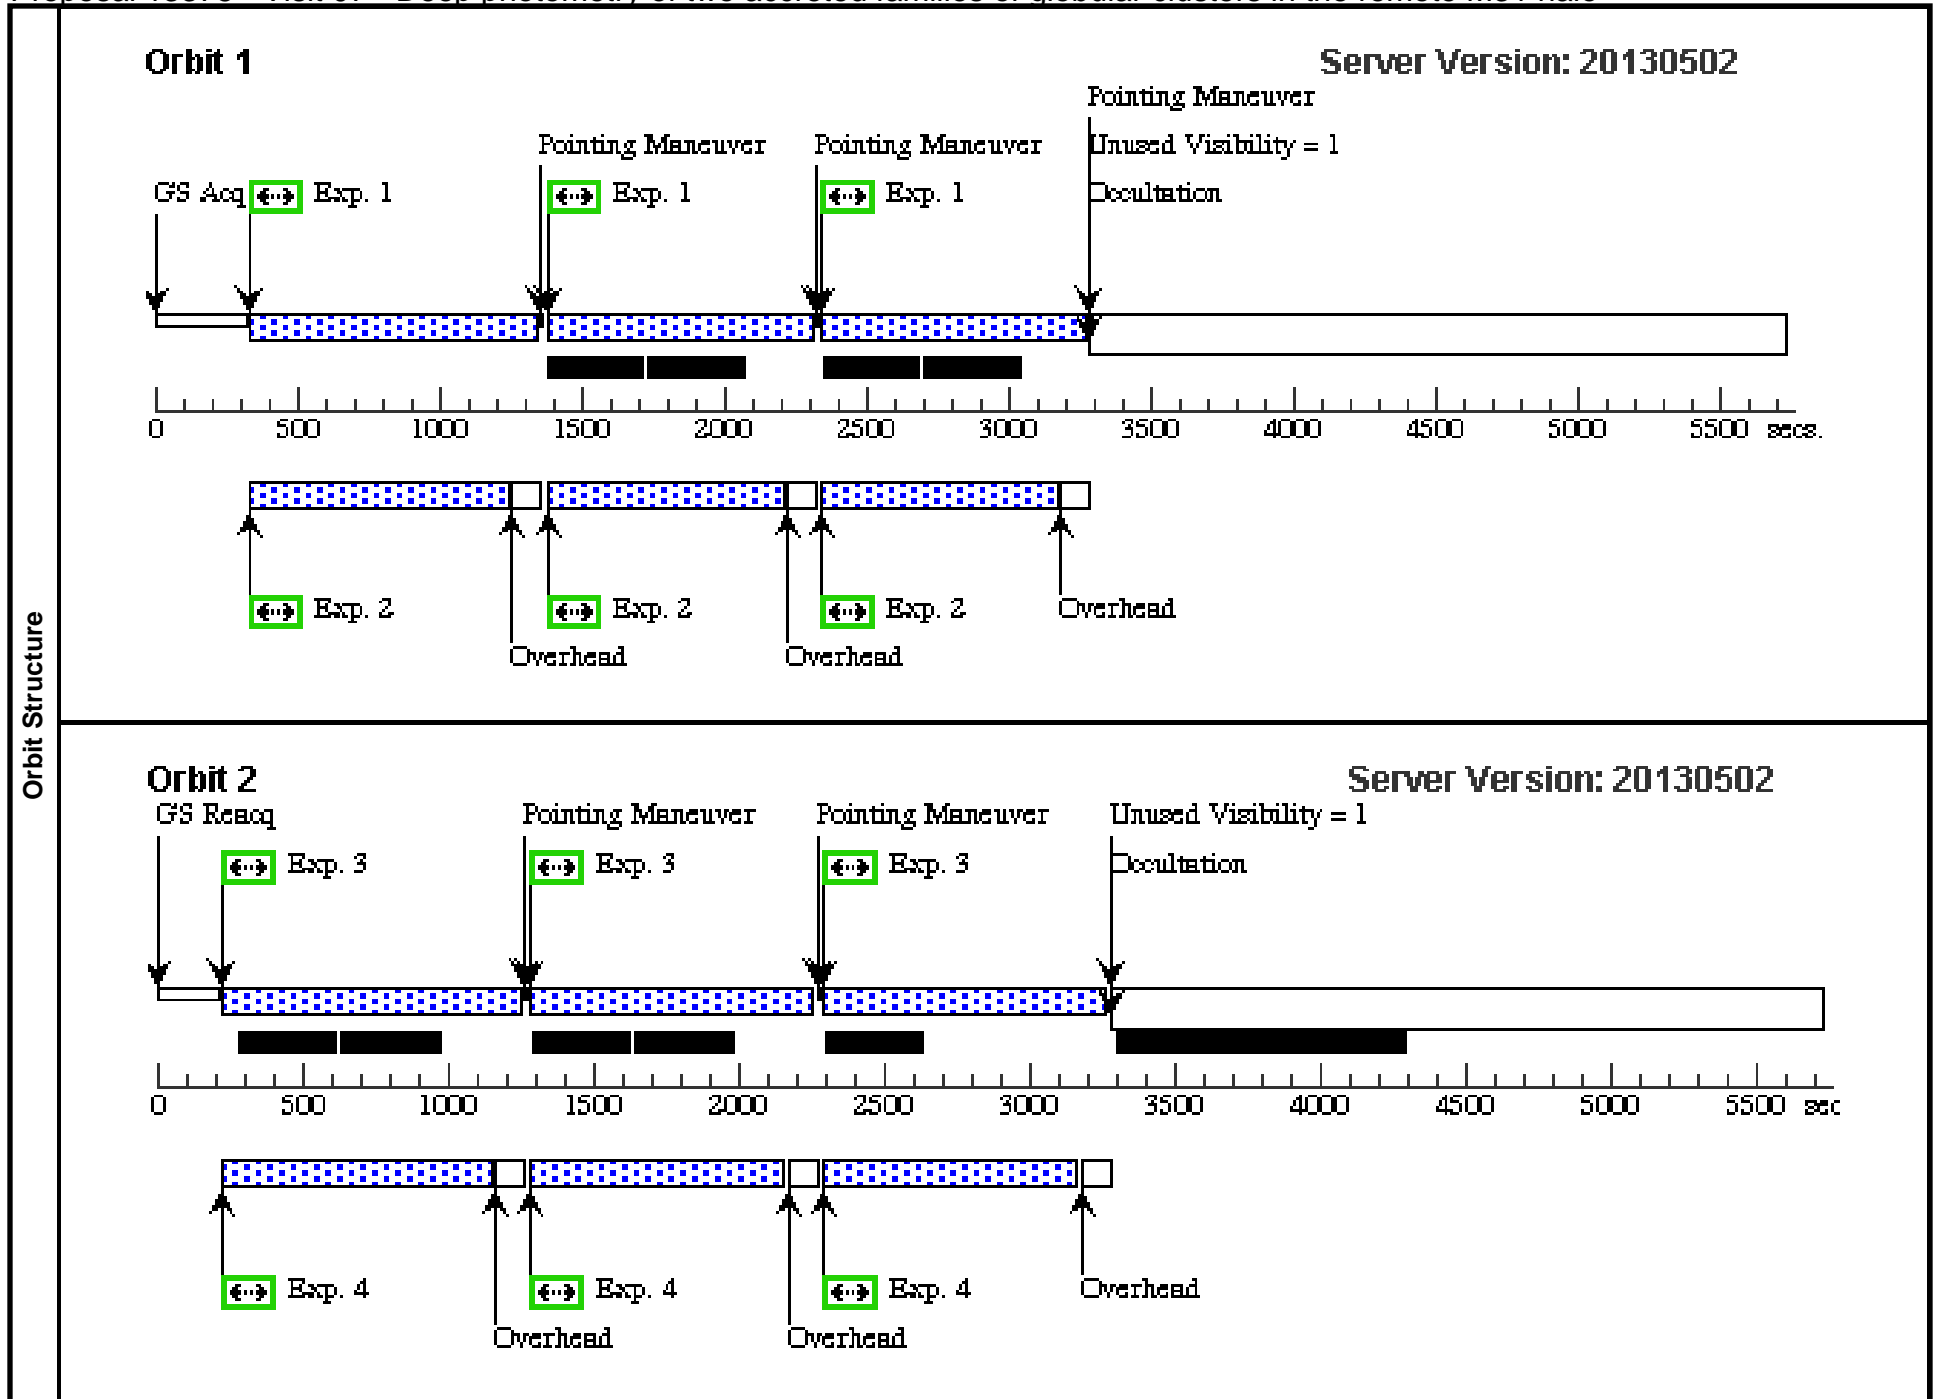 Orbit Structure
Orbit 1
Server Version: 20130502
Pointing Maneuver
Pointing Maneuver
Pointing Maneuver
Unused Visibility = 1
GS Acq
Exp. 1
Exp. 1
Exp. 1
Occultation
0
500
1000
1500
2000
2500
3000
3500
4000
4500
5000
5500
secs.
Exp. 2
Exp. 2
Exp. 2
Overhead
Overhead
Overhead
Orbit 2
Server Version: 20130502
GS Reacq
Pointing Maneuver
Pointing Maneuver
Unused Visibility = 1
Exp. 3
Exp. 3
Exp. 3
Occultation
0
500
1000
1500
2000
2500
3000
3500
4000
4500
5000
5500
sec
Exp. 4
Exp. 4
Exp. 4
Overhead
Overhead
Overhead